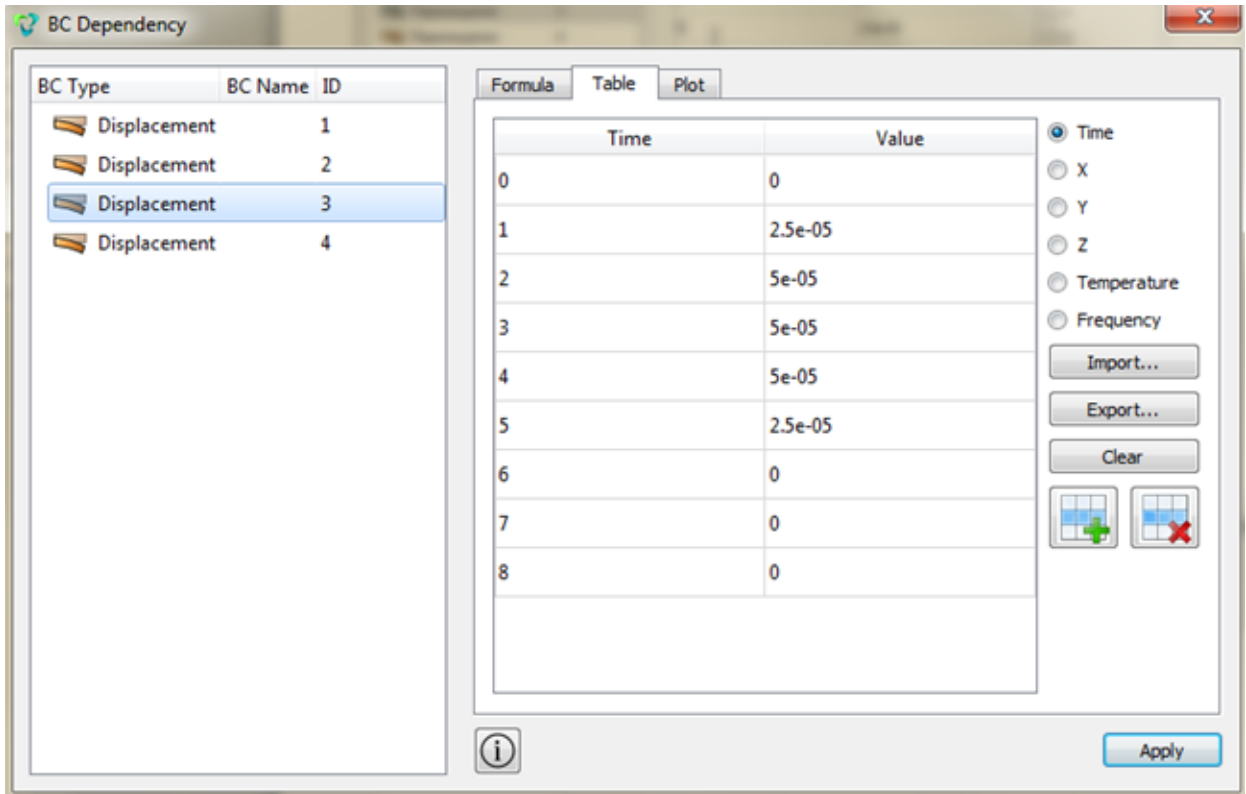 BC Dependency
BC Type BC Name ID
Displacement 1
Displacement 2
Displacement 3
Displacement 4
Formula Table Plot
Time Value
0 0
1 2.5e-05
2 5e-05
3 5e-05
4 5e-05
5 2.5e-05
6 0
7 0
8 0
Time
X
Y
Z
Temperature
Frequency
Import...
Export...
Clear
Apply